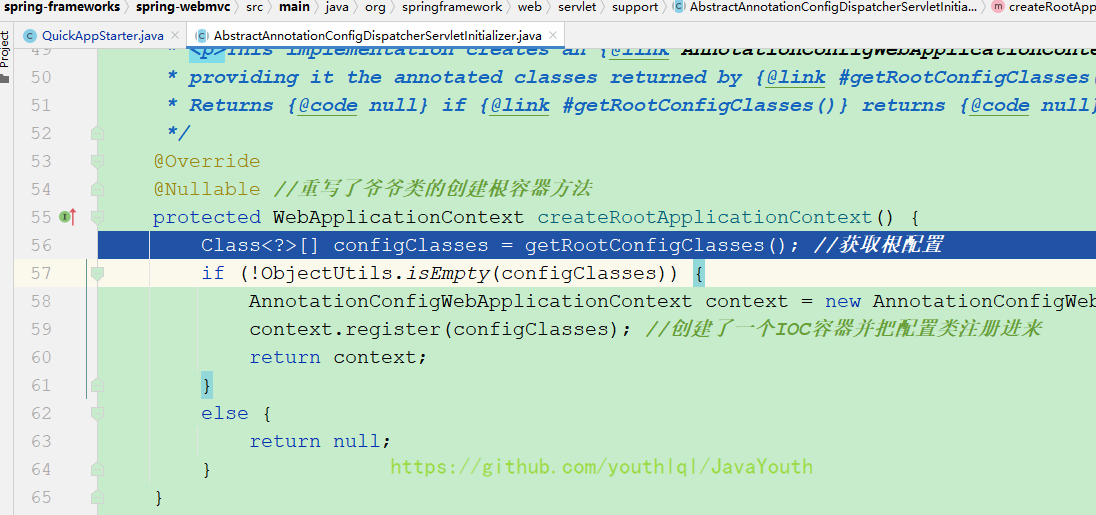 spring-frameworks spring-webmvc src main java org springframework web servlet support AbstractAnnotationConfigDispatcherServletInitia... createRootApp
Project
QuickAppStarter.java × AbstractAnnotationConfigDispatcherServletInitializer.java ×
49 * <p>This implementation creates an {@link AnnotationConfigWebApplicationConte
50 * providing it the annotated classes returned by {@link #getRootConfigClasses(
51 * Returns {@code null} if {@link #getRootConfigClasses()} returns {@code null}
52 */
53 @Override
54 @Nullable //重写了爷爷类的创建根容器方法
55 protected WebApplicationContext createRootApplicationContext() {
56 Class<?>[] configClasses = getRootConfigClasses(); //获取根配置
57 if (!ObjectUtils.isEmpty(configClasses)) {
58 AnnotationConfigWebApplicationContext context = new AnnotationConfigWeb
59 context.register(configClasses); //创建了一个IOC容器并把配置类注册进来
60 return context;
61 }
62 else {
63 return null;
64 }
https://github.com/youthlql/JavaYouth
65 }